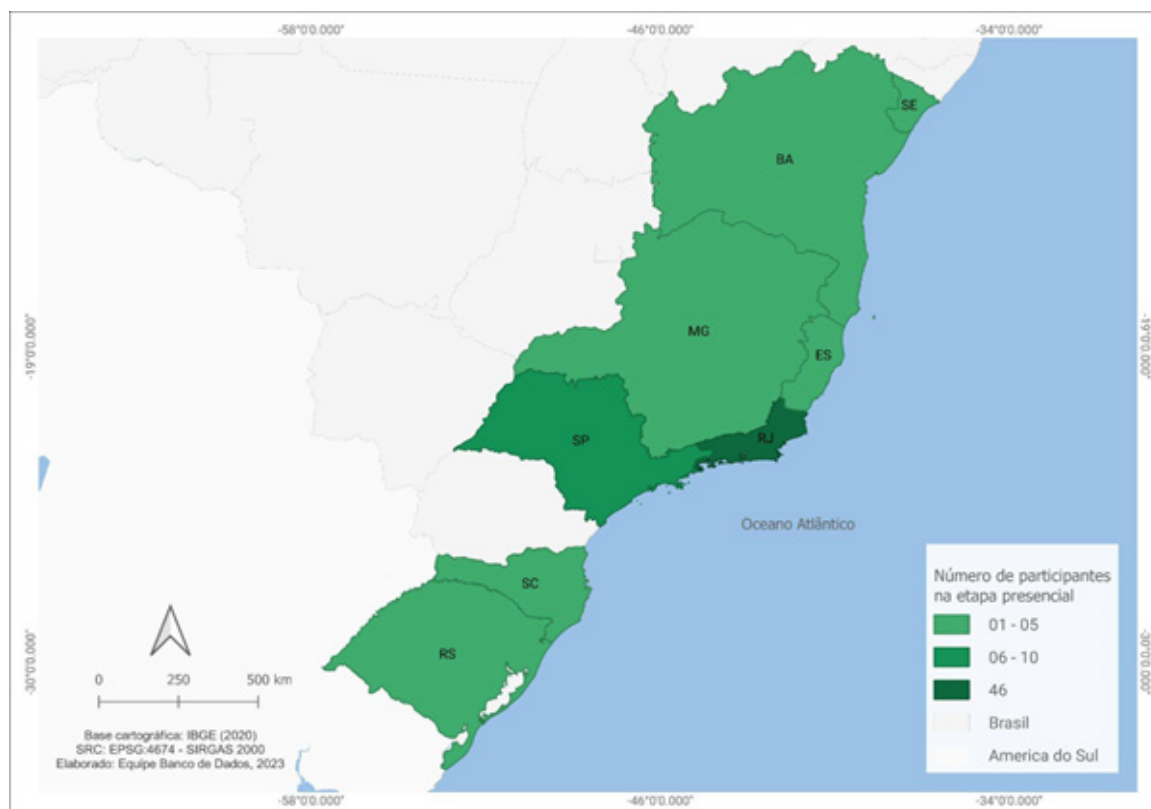 -58°0'0.000"
-46°0'0.000"
-34°0'0.000"
SE
BA
-19°0'0.000"
-19°0'0.000"
MG
ES
SP
RJ
Oceano Atlântico
Número de participantes
na etapa presencial
01 - 05
06 - 10
46
Brasil
America do Sul
SC
RS
-30°0'0.000"
-30°0'0.000"
0 250 500 km
Base cartográfica: IBGE (2020)
SRC: EPSG:4674 - SIRGAS 2000
Elaborado: Equipe Banco de Dados, 2023
-58°0'0.000"
-46°0'0.000"
-34°0'0.000"